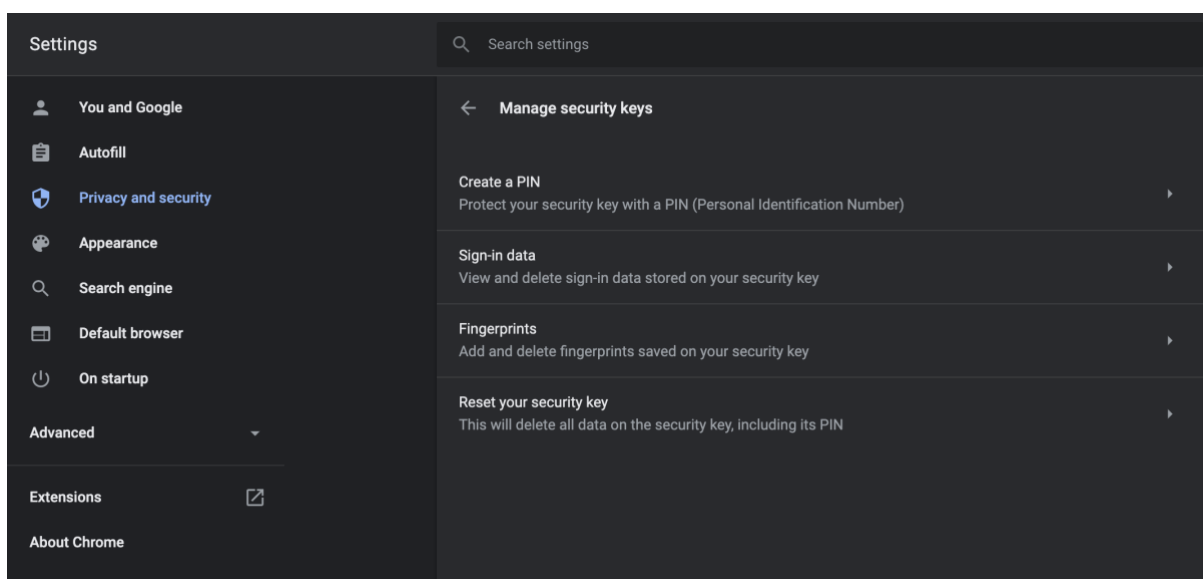 Settings
Search settings
You and Google
Autofill
Privacy and security
Appearance
Search engine
Default browser
On startup
Advanced
Extensions
About Chrome
Manage security keys
Create a PIN
Protect your security key with a PIN (Personal Identification Number)
Sign-in data
View and delete sign-in data stored on your security key
Fingerprints
Add and delete fingerprints saved on your security key
Reset your security key
This will delete all data on the security key, including its PIN